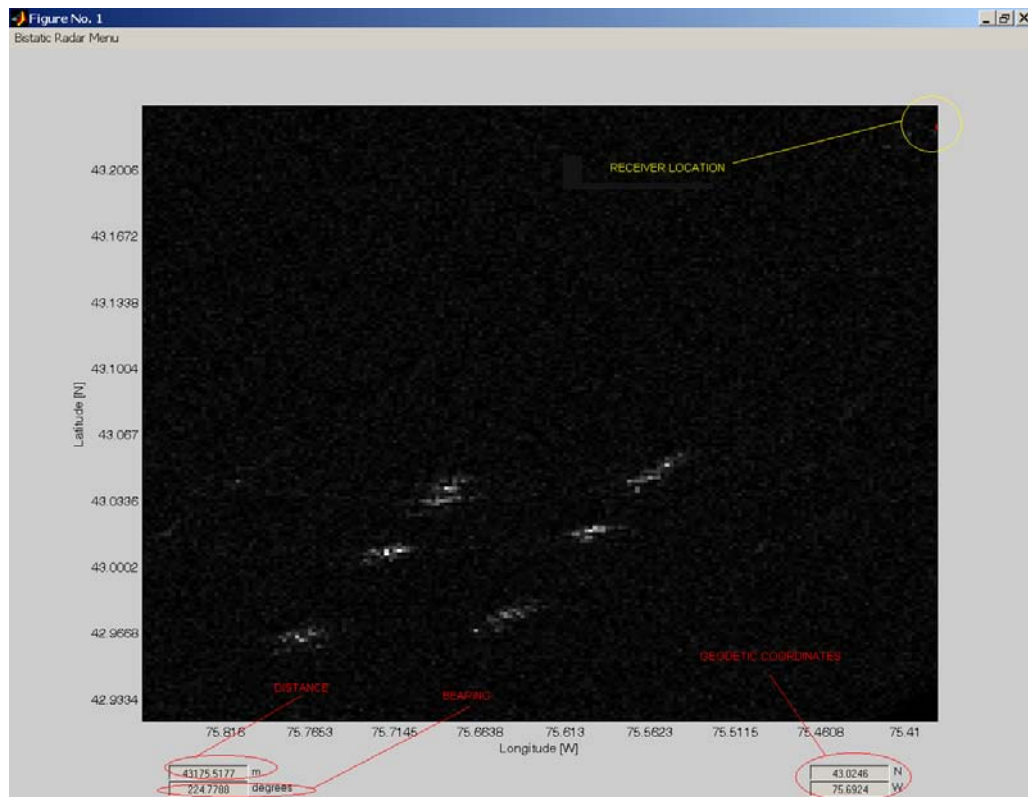 Figure No. 1
Bistatic Radar Menu
RECEIVER LOCATION
43.2006
43.1672
43.1338
43.1004
43.067
43.0336
43.0002
42.9668
42.9334
Latitude [N]
GEODETIC COORDINATES
DISTANCE
BEARING
75.816 75.7653 75.7145 75.6638 75.613 75.5623 75.5115 75.4608 75.41
Longitude [W]
43175.5177 m
224.7788 degrees
43.0246 N
75.6924 W